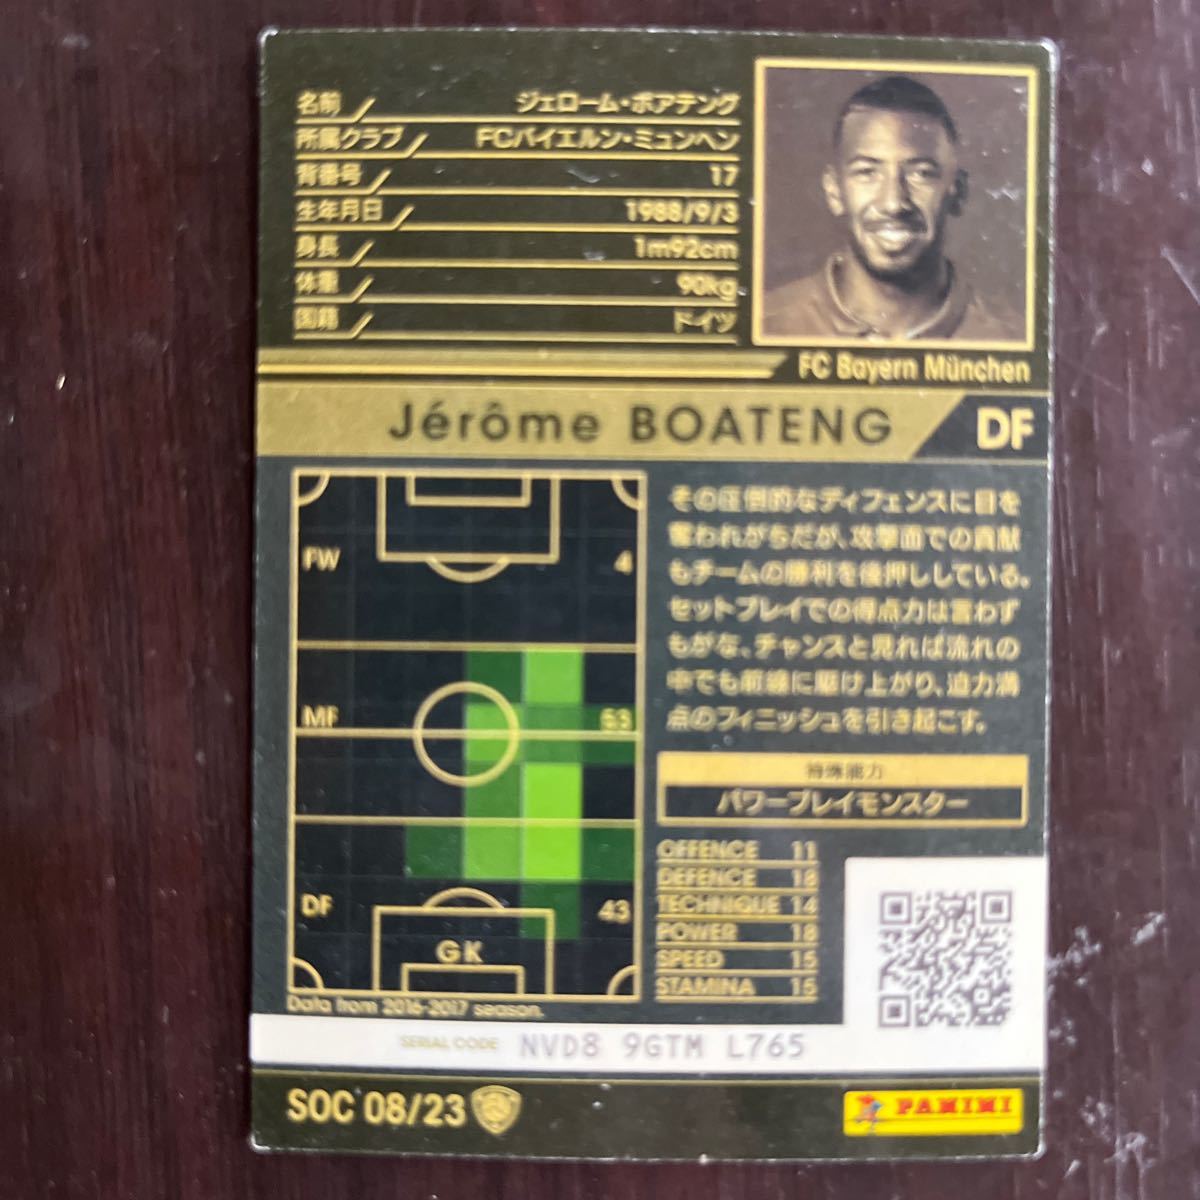 名前 ジェローム・ボアテング
所属クラブ FCバイエルン・ミュンヘン
背番号 17
生年月日 1988/9/3
身長 1m92cm
体重 90kg
国籍 ドイツ
FC Bayern München
Jérôme BOATENG DF
FW 4
MF 53
DF 43
GK
Data from 2016-2017 season.
その圧倒的なディフェンスに目を
奪われがちだが、攻撃面での貢献
もチームの勝利を後押ししている。
セットプレイでの得点力は言わず
もがな、チャンスと見れば流れの
中でも前線に駆け上がり、迫力満
点のフィニッシュを引き起こす。
特殊能力
パワープレイモンスター
OFFENCE 11
DEFENCE 18
TECHNIQUE 14
POWER 18
SPEED 15
STAMINA 15
SERIAL CODE NVD8 9GTM L765
SOC 08/23
PANINI